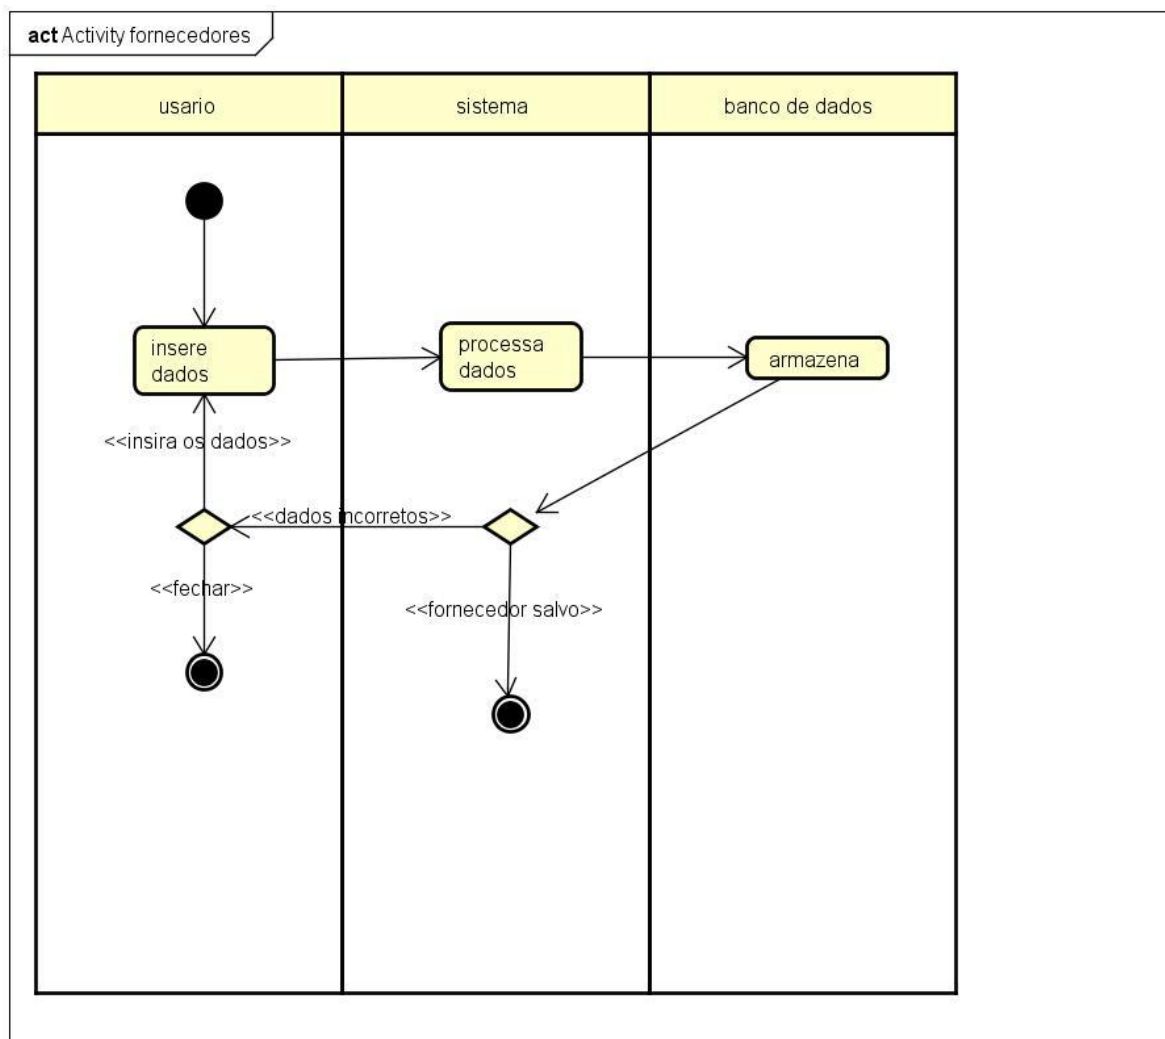 act Activity fornecedores
usario
sistema
banco de dados
insere
dados
processa
dados
armazena
<<insira os dados>>
<<dados incorretos>>
<<fechar>>
<<fornecedor salvo>>